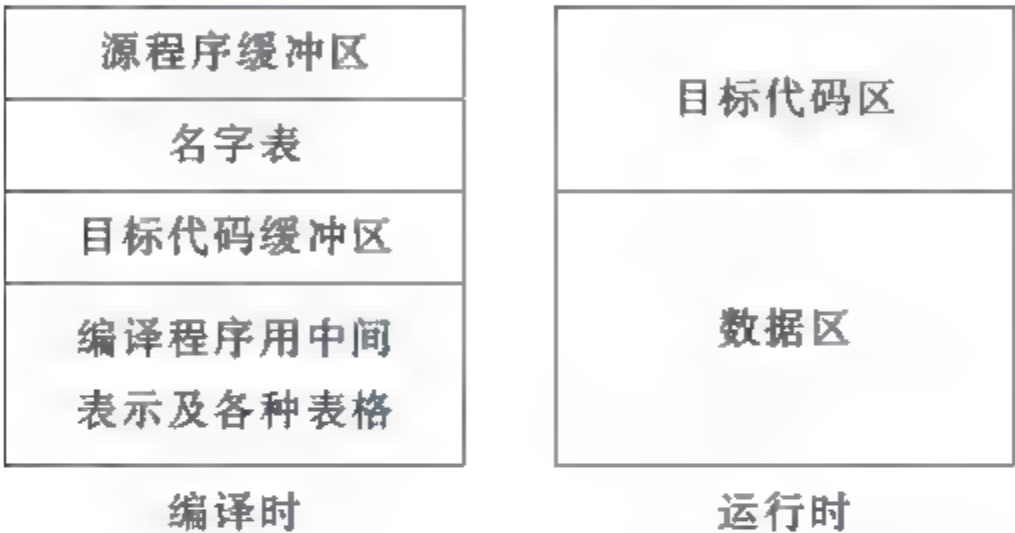 源程序缓冲区
名字表
目标代码缓冲区
编译程序用中间
表示及各种表格
编译时
目标代码区
数据区
运行时